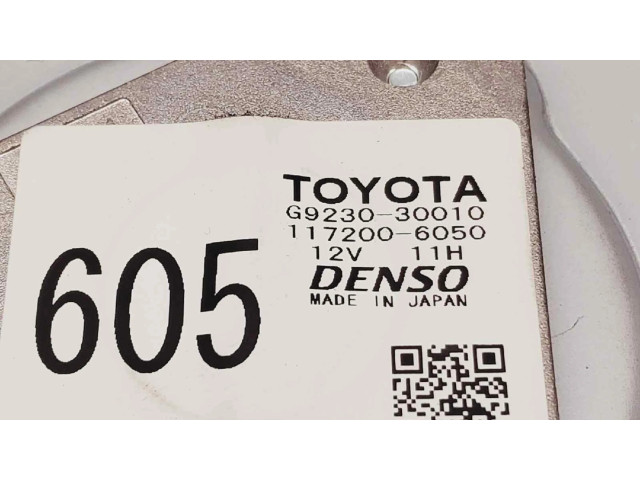 605
TOYOTA
G9230-30010
117200-6050
12V 11H
DENSO
MADE IN JAPAN